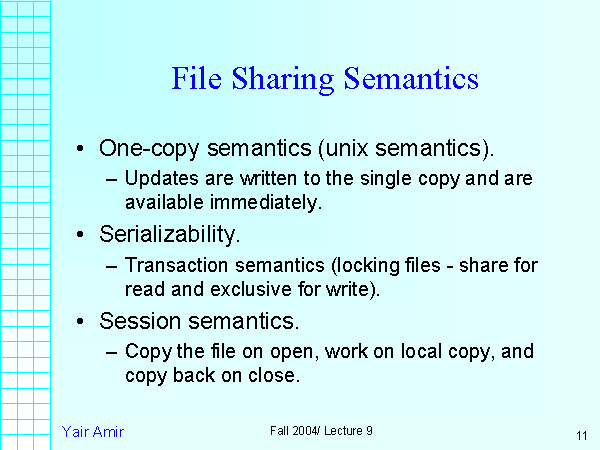 File Sharing Semantics
• One-copy semantics (unix semantics).
– Updates are written to the single copy and are
available immediately.
• Serializability.
– Transaction semantics (locking files - share for
read and exclusive for write).
• Session semantics.
– Copy the file on open, work on local copy, and
copy back on close.
Yair Amir
Fall 2004/ Lecture 9
11